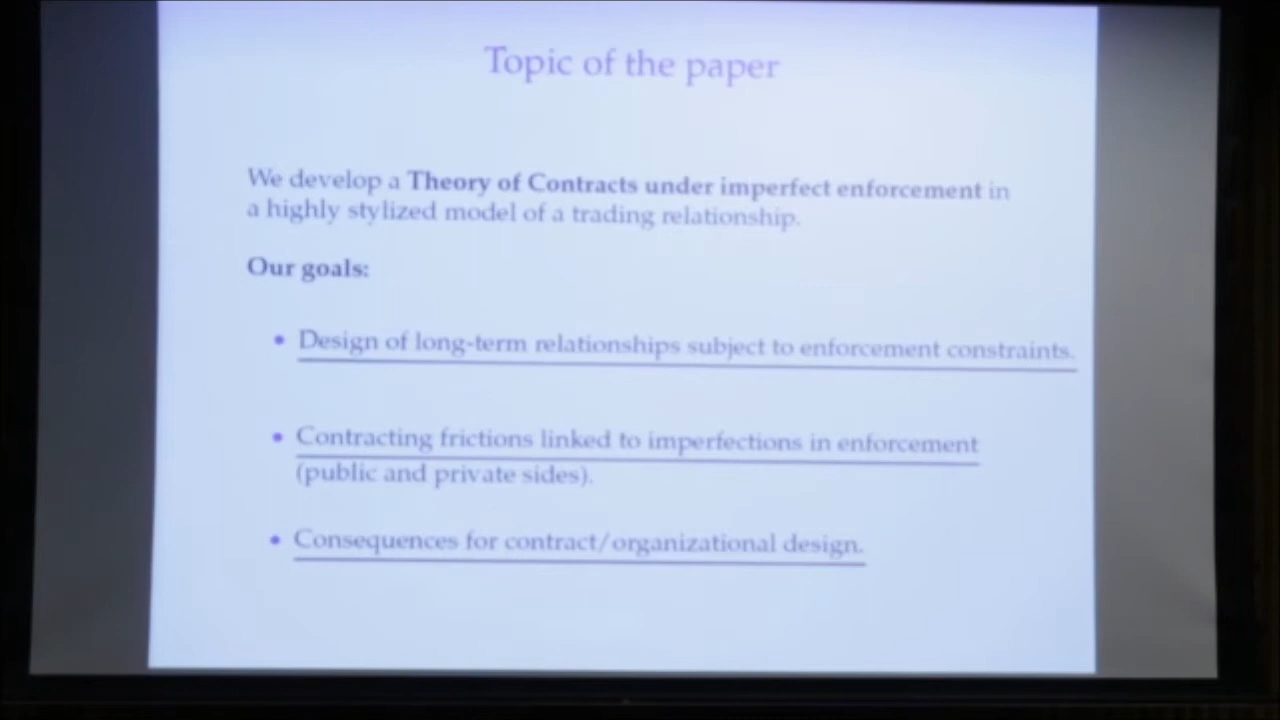 Topic of the paper
We develop a Theory of Contracts under imperfect enforcement in
a highly stylized model of a trading relationship.
Our goals:
• Design of long-term relationships subject to enforcement constraints.
• Contracting frictions linked to imperfections in enforcement
(public and private sides).
• Consequences for contract/organizational design.